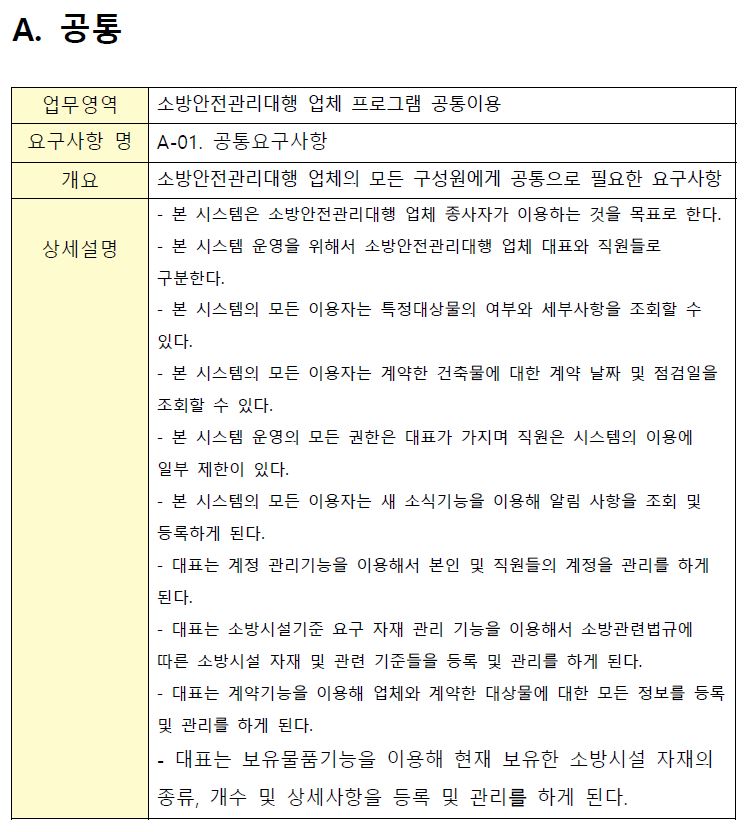 A. 공통
업무영역 소방안전관리대행 업체 프로그램 공통이용
요구사항 명 A-01. 공통요구사항
개요 소방안전관리대행 업체의 모든 구성원에게 공통으로 필요한 요구사항
상세설명
- 본 시스템은 소방안전관리대행 업체 종사자가 이용하는 것을 목표로 한다.
- 본 시스템 운영을 위해서 소방안전관리대행 업체 대표와 직원들로
구분한다.
- 본 시스템의 모든 이용자는 특정대상물의 여부와 세부사항을 조회할 수
있다.
- 본 시스템의 모든 이용자는 계약한 건축물에 대한 계약 날짜 및 점검일을
조회할 수 있다.
- 본 시스템 운영의 모든 권한은 대표가 가지며 직원은 시스템의 이용에
일부 제한이 있다.
- 본 시스템의 모든 이용자는 새 소식기능을 이용해 알림 사항을 조회 및
등록하게 된다.
- 대표는 계정 관리기능을 이용해서 본인 및 직원들의 계정을 관리를 하게
된다.
- 대표는 소방시설기준 요구 자재 관리 기능을 이용해서 소방관련법규에
따른 소방시설 자재 및 관련 기준들을 등록 및 관리를 하게 된다.
- 대표는 계약기능을 이용해 업체와 계약한 대상물에 대한 모든 정보를 등록
및 관리를 하게 된다.
- 대표는 보유물품기능을 이용해 현재 보유한 소방시설 자재의
종류, 개수 및 상세사항을 등록 및 관리를 하게 된다.